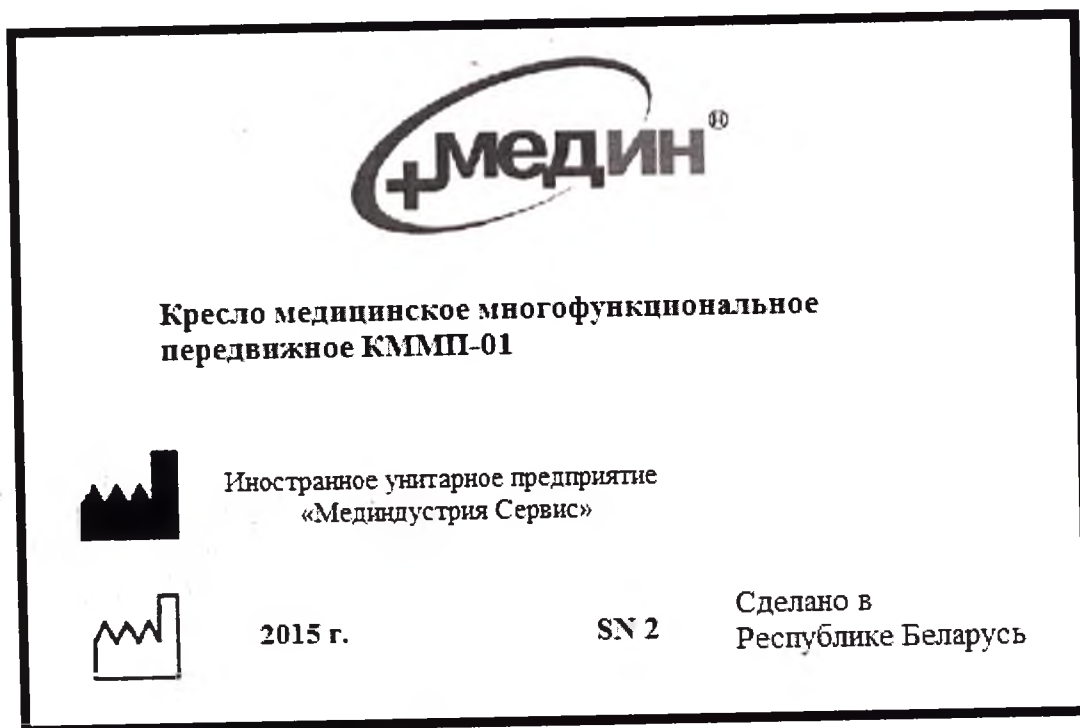 +медин®
Кресло медицинское многофункциональное
передвижное КММП-01
Иностранное унитарное предприятие
«Мединдустрия Сервис»
2015 г.
SN 2
Сделано в
Республике Беларусь